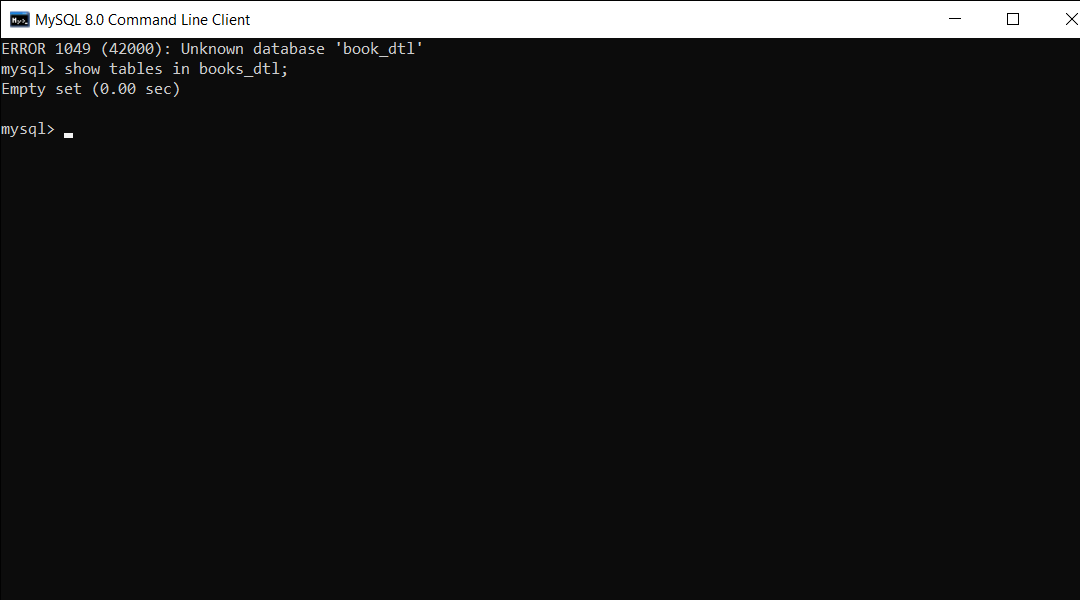 MySQL 8.0 Command Line Client
ERROR 1049 (42000): Unknown database 'book_dtl'
mysql> show tables in books_dtl;
Empty set (0.00 sec)
mysql>